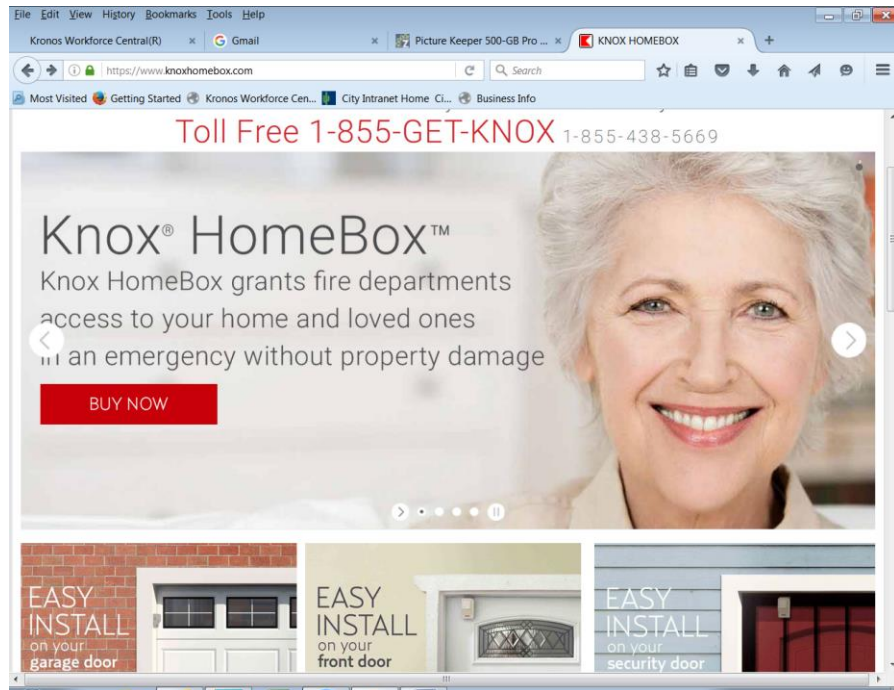 File Edit View History Bookmarks Tools Help
Kronos Workforce Central(R) × G Gmail × Picture Keeper 500-GB Pro ... × KNOX HOMEBOX × +
https://www.knoxhomebox.com Search
Most Visited Getting Started Kronos Workforce Cen... City Intranet Home Ci... Business Info
Toll Free 1-855-GET-KNOX 1-855-438-5669
Knox® HomeBox™
Knox HomeBox grants fire departments
access to your home and loved ones
in an emergency without property damage
BUY NOW
EASY
INSTALL
on your
garage door
EASY
INSTALL
on your
front door
EASY
INSTALL
on your
security door